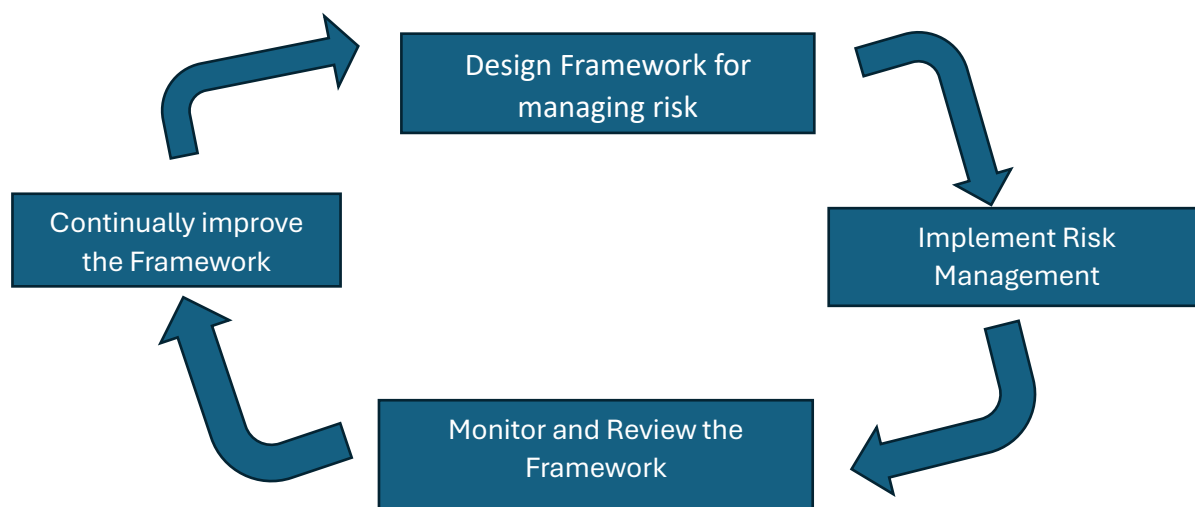 Design Framework for
managing risk
Continually improve
the Framework
Implement Risk
Management
Monitor and Review the
Framework